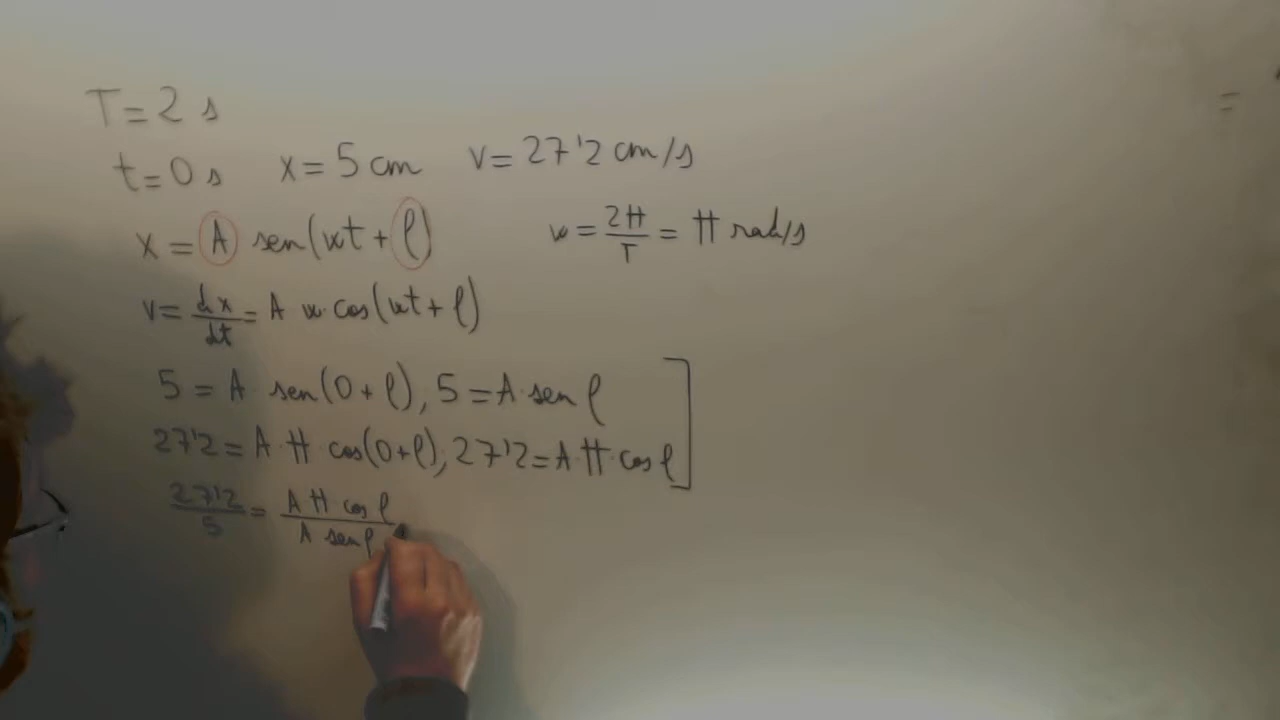 T=2 s
t=0 s x=5 cm v=27'2 cm/s
x = A sen(wt + φ) w = 2π/T = π rad/s
v = dx/dt = A w·cos(wt + φ)
5 = A sen(0 + φ), 5 = A·sen φ
27'2 = A·π·cos(0+φ), 27'2 = A π·cos φ
27'2/5 = A π cos φ/A sen φ